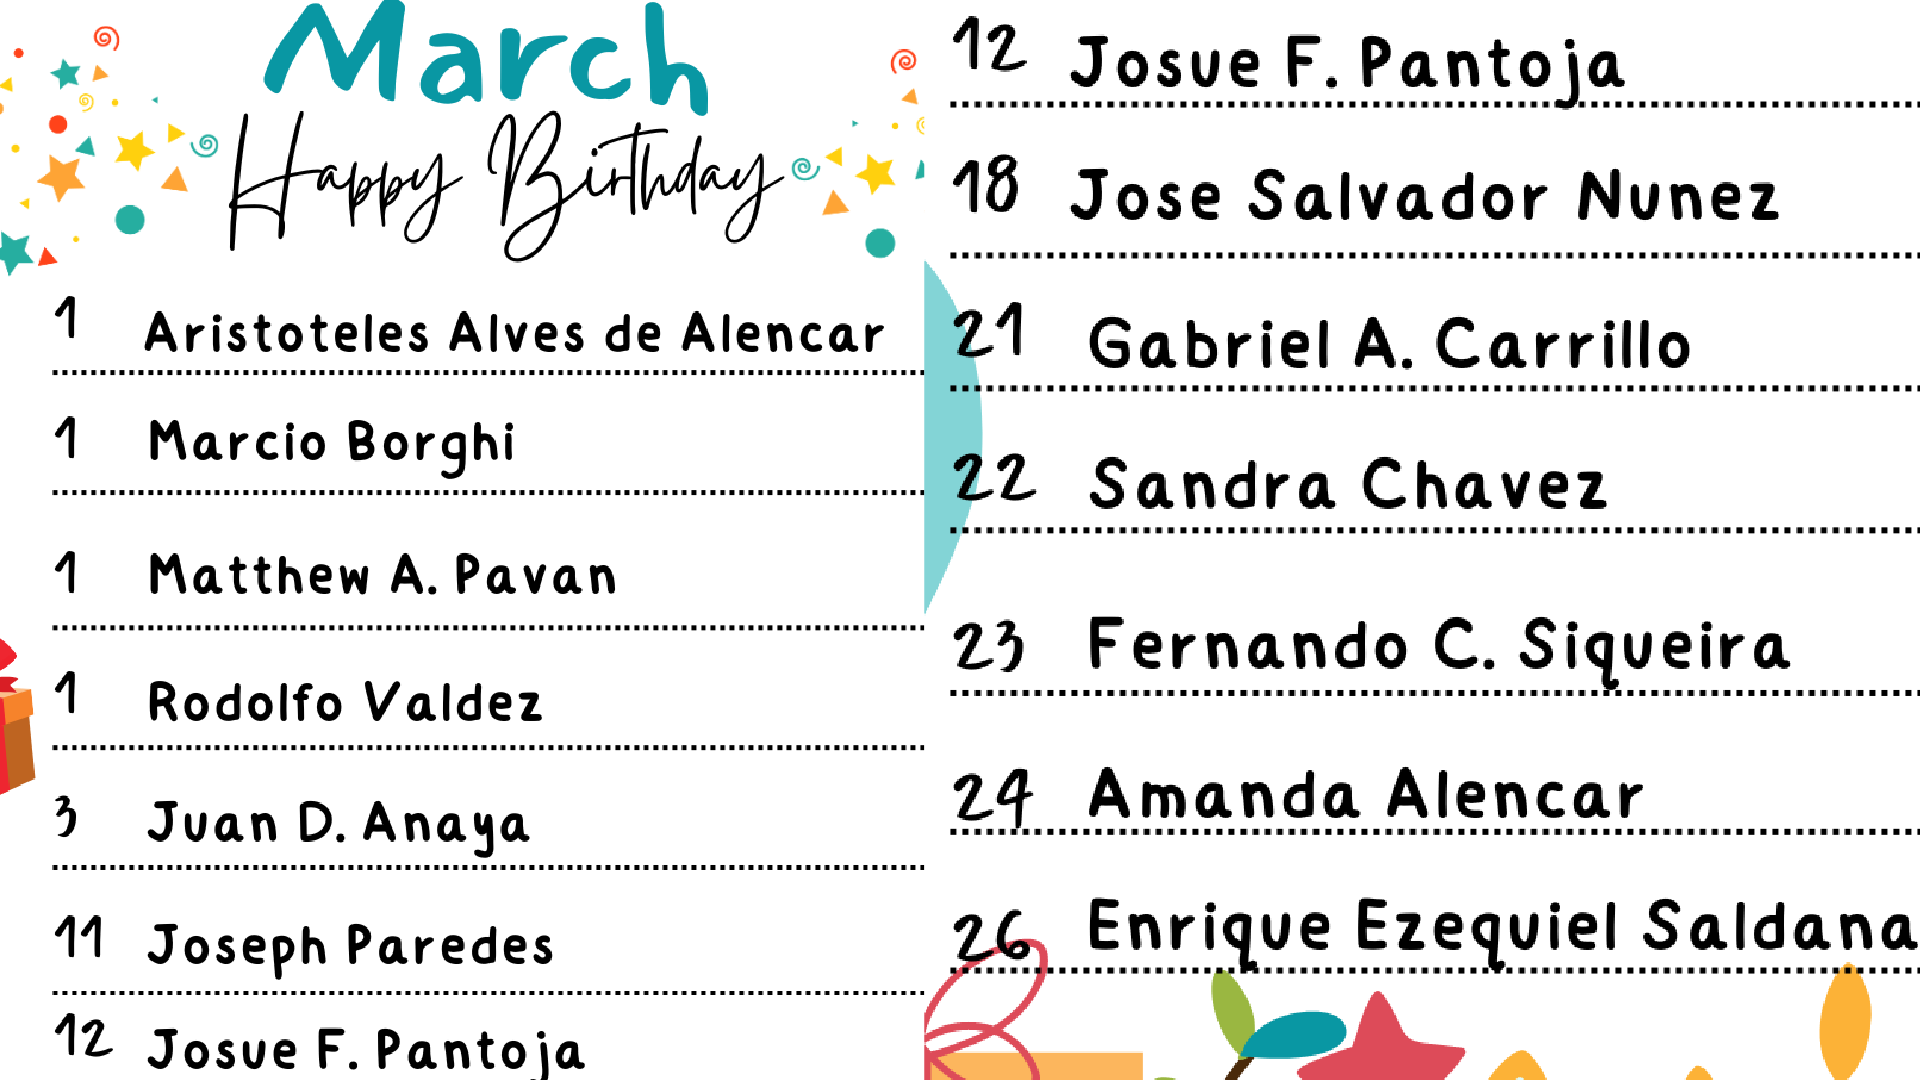 March
Happy Birthday
1 Aristoteles Alves de Alencar
1 Marcio Borghi
1 Matthew A. Pavan
1 Rodolfo Valdez
3 Juan D. Anaya
11 Joseph Paredes
12 Josue F. Pantoja
12 Josue F. Pantoja
18 Jose Salvador Nunez
21 Gabriel A. Carrillo
22 Sandra Chavez
23 Fernando C. Siqueira
24 Amanda Alencar
26 Enrique Ezequiel Saldana